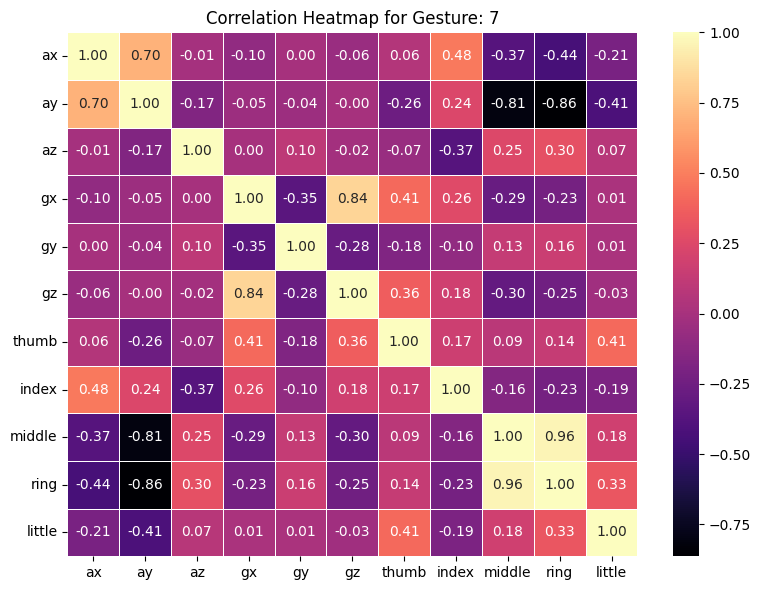 Correlation Heatmap for Gesture: 7
ax 1.00 0.70 -0.01 -0.10 0.00 -0.06 0.06 0.48 -0.37 -0.44 -0.21
ay 0.70 1.00 -0.17 -0.05 -0.04 -0.00 -0.26 0.24 -0.81 -0.86 -0.41
az -0.01 -0.17 1.00 0.00 0.10 -0.02 -0.07 -0.37 0.25 0.30 0.07
gx -0.10 -0.05 0.00 1.00 -0.35 0.84 0.41 0.26 -0.29 -0.23 0.01
gy 0.00 -0.04 0.10 -0.35 1.00 -0.28 -0.18 -0.10 0.13 0.16 0.01
gz -0.06 -0.00 -0.02 0.84 -0.28 1.00 0.36 0.18 -0.30 -0.25 -0.03
thumb 0.06 -0.26 -0.07 0.41 -0.18 0.36 1.00 0.17 0.09 0.14 0.41
index 0.48 0.24 -0.37 0.26 -0.10 0.18 0.17 1.00 -0.16 -0.23 -0.19
middle -0.37 -0.81 0.25 -0.29 0.13 -0.30 0.09 -0.16 1.00 0.96 0.18
ring -0.44 -0.86 0.30 -0.23 0.16 -0.25 0.14 -0.23 0.96 1.00 0.33
little -0.21 -0.41 0.07 0.01 0.01 -0.03 0.41 -0.19 0.18 0.33 1.00
ax ay az gx gy gz thumb index middle ring little
1.00
0.75
0.50
0.25
0.00
−0.25
−0.50
−0.75